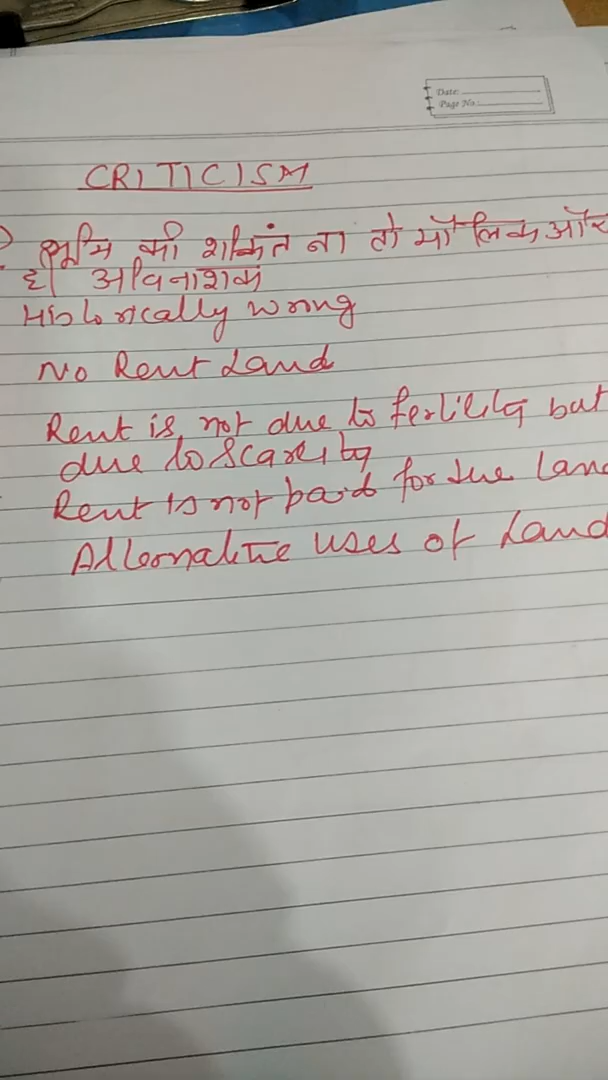 Date:
Page No:
CRITICISM
भूमि की शक्ति ना तो मौलिक और
ही अविनाशक
Historically wrong
No Rent Land
Rent is not due to fertility but
due to scarcity
Rent is not paid for the Land
Alternative uses of Land